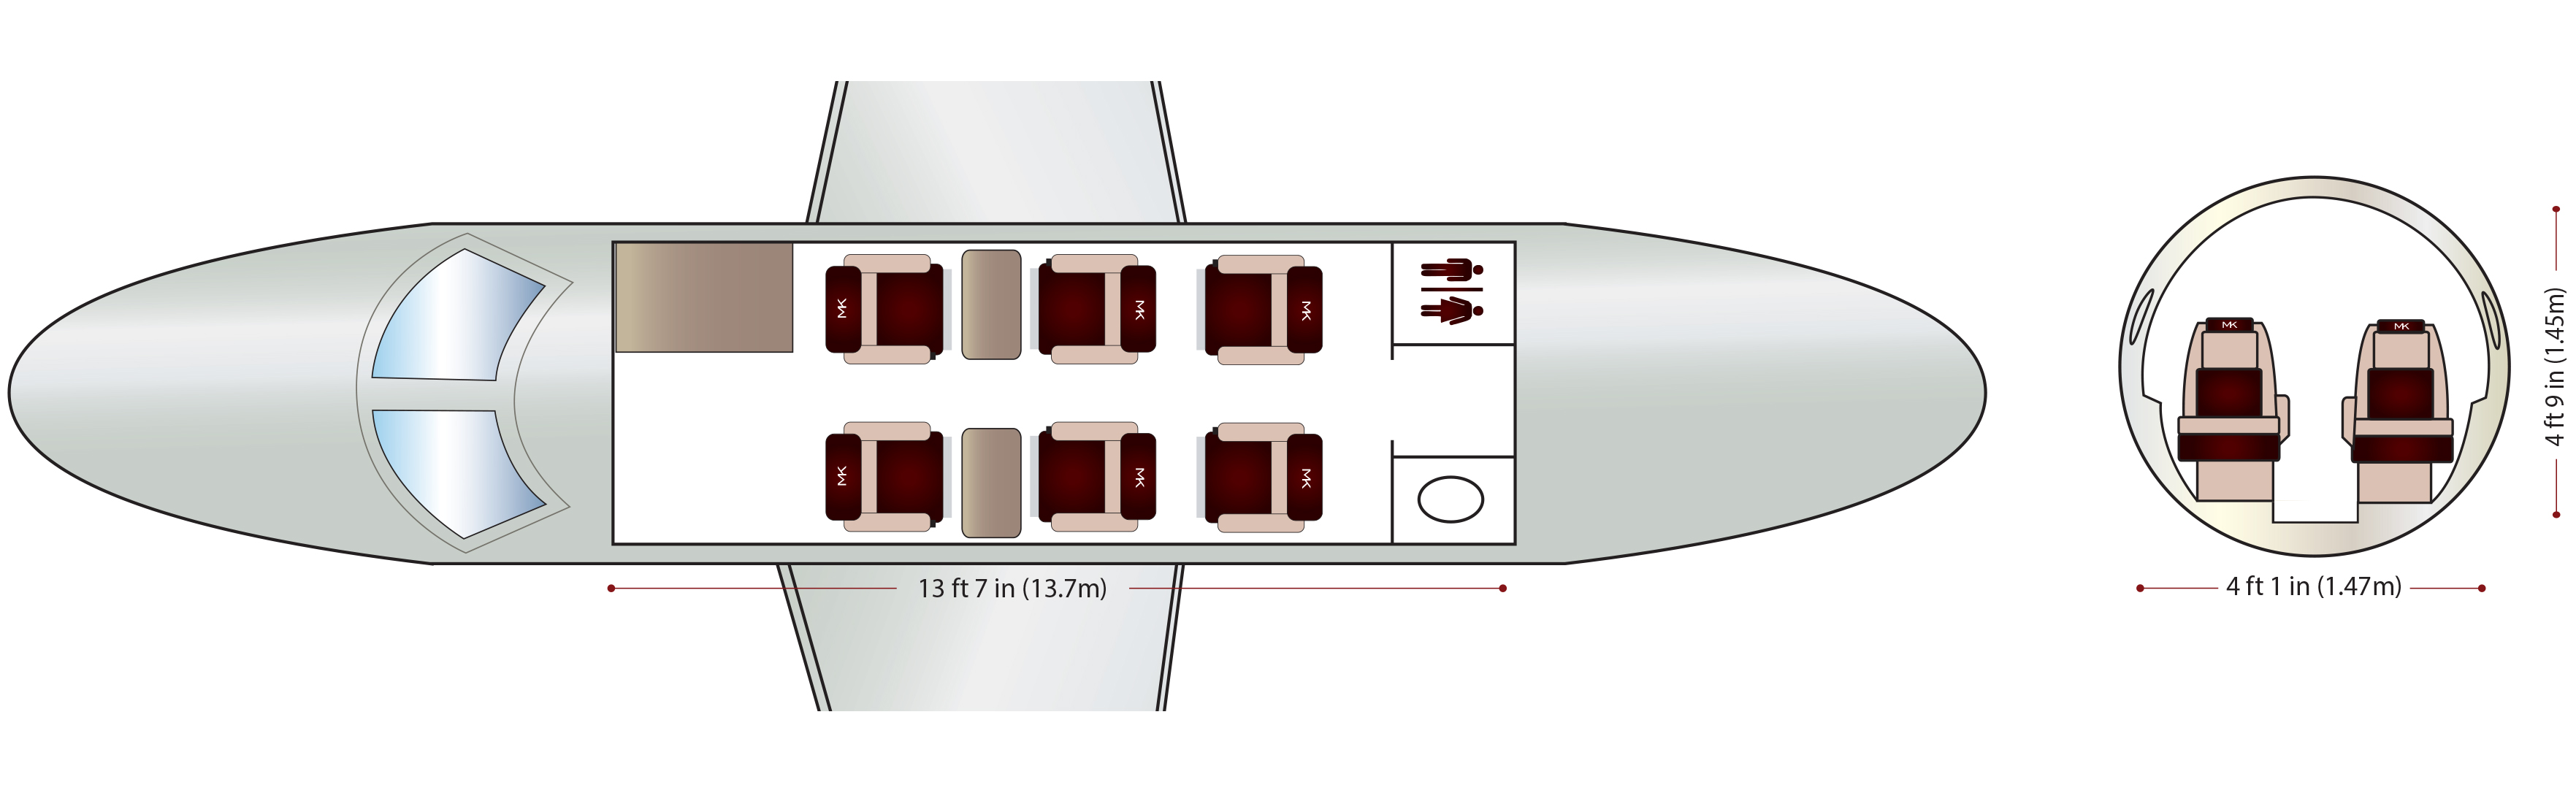 MK MK MK
MK MK MK
13 ft 7 in (13.7m)
MK MK
4 ft 9 in (1.45m)
4 ft 1 in (1.47m)